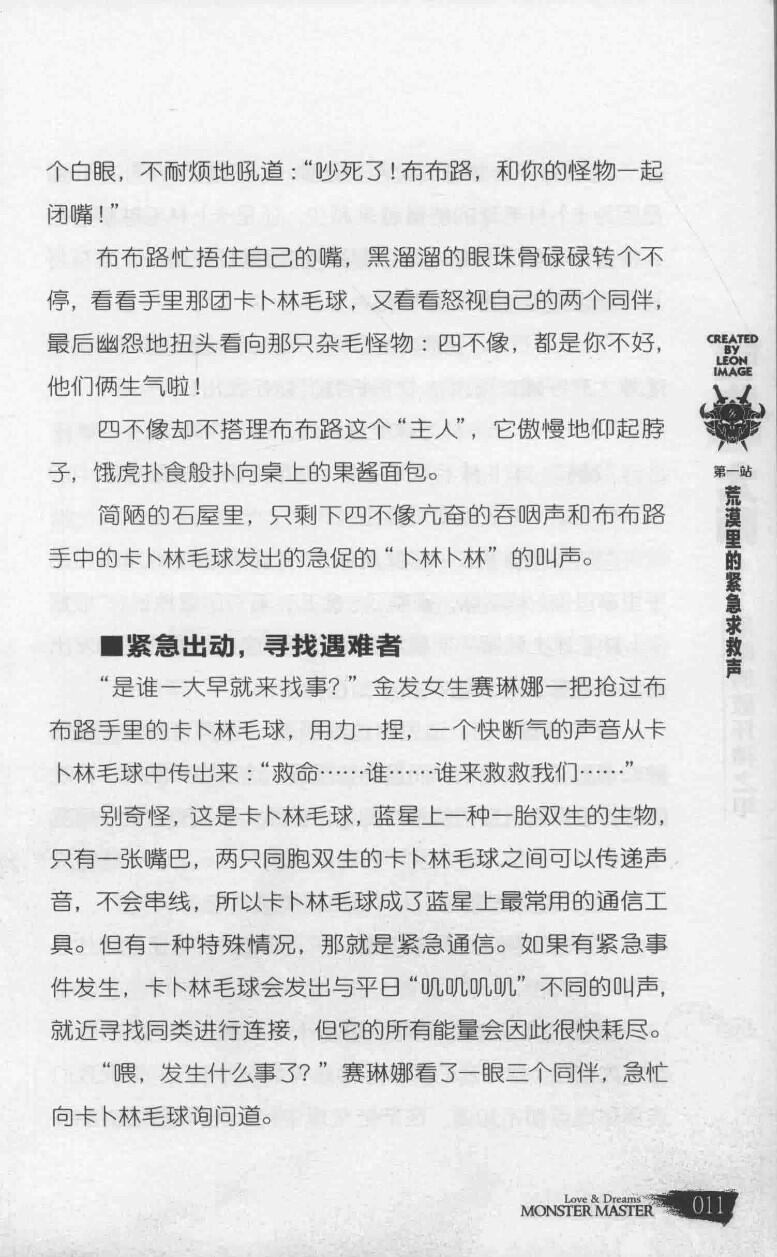 个白眼，不耐烦地吼道：“吵死了！布布路，和你的怪物一起
闭嘴！”
布布路忙捂住自己的嘴，黑溜溜的眼珠骨碌碌转个不
停，看看手里那团卡卜林毛球，又看看怒视自己的两个同伴，
最后幽怨地扭头看向那只杂毛怪物：四不像，都是你不好，
他们俩生气啦！
四不像却不搭理布布路这个“主人”，它傲慢地仰起脖
子，饿虎扑食般扑向桌上的果酱面包。
简陋的石屋里，只剩下四不像亢奋的吞咽声和布布路
手中的卡卜林毛球发出的急促的“卜林卜林”的叫声。
■紧急出动，寻找遇难者
“是谁一大早就来找事？”金发女生赛琳娜一把抢过布
布路手里的卡卜林毛球，用力一捏，一个快断气的声音从卡
卜林毛球中传出来：“救命……谁……谁来救救我们……”
别奇怪，这是卡卜林毛球，蓝星上一种一胎双生的生物，
只有一张嘴巴，两只同胞双生的卡卜林毛球之间可以传递声
音，不会串线，所以卡卜林毛球成了蓝星上最常用的通信工
具。但有一种特殊情况，那就是紧急通信。如果有紧急事
件发生，卡卜林毛球会发出与平日“叽叽叽叽”不同的叫声，
就近寻找同类进行连接，但它的所有能量会因此很快耗尽。
“喂，发生什么事了？”赛琳娜看了一眼三个同伴，急忙
向卡卜林毛球询问道。
CREATED
BY
LEON
IMAGE
第一站
荒漠里的紧急求救声
Love & Dreams
MONSTER MASTER
011